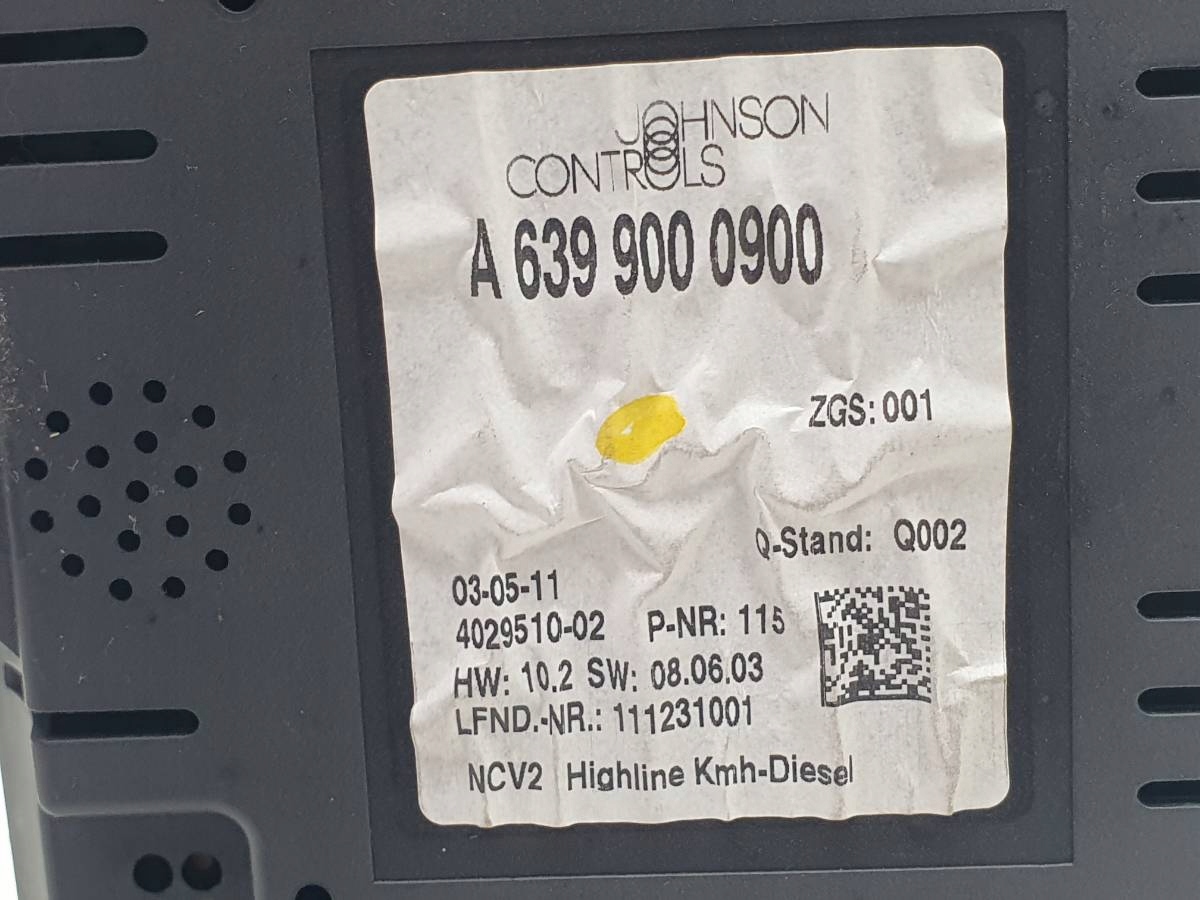 JOHNSON
CONTROLS
A 639 900 0900
ZGS: 001
Q-Stand: Q002
03-05-11
4029510-02 P-NR: 115
HW: 10.2 SW: 08.06.03
LFND.-NR.: 111231001
NCV2 Highline Kmh-Diesel